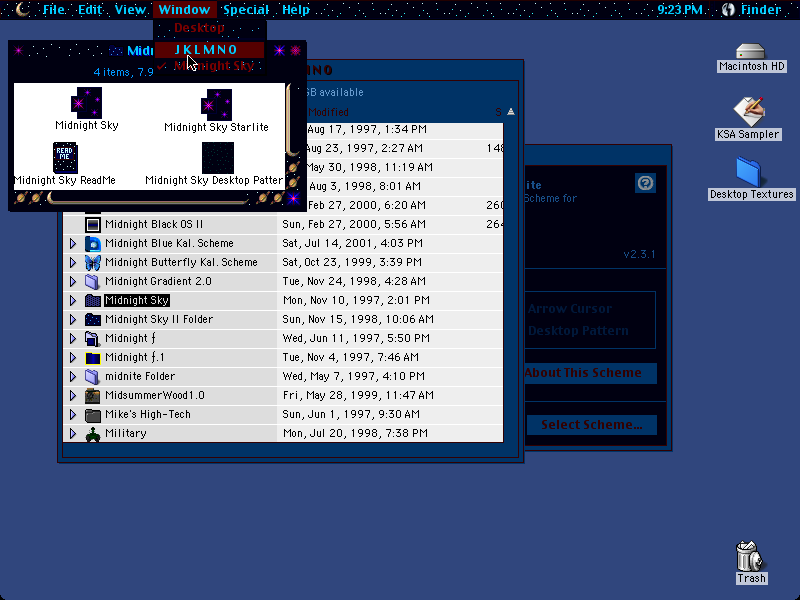 File Edit View Window Special Help 9:23 PM Finder
Desktop
JKLMNO
Midnight Sky
Midn
4 items, 7.9
Midnight Sky
Midnight Sky Starlite
READ ME
Midnight Sky ReadMe
Midnight Sky Desktop Patter
NO
GB available
Modified
S
Aug 17, 1997, 1:34 PM
Aug 23, 1997, 2:27 AM 148
May 30, 1998, 11:19 AM
Aug 3, 1998, 8:01 AM
Feb 27, 2000, 6:20 AM 260
Midnight Black OS II Sun, Feb 27, 2000, 5:56 AM 264
Midnight Blue Kal. Scheme Sat, Jul 14, 2001, 4:03 PM
Midnight Butterfly Kal. Scheme Sat, Oct 23, 1999, 3:39 PM
Midnight Gradient 2.0 Tue, Nov 24, 1998, 4:28 AM
Midnight Sky Mon, Nov 10, 1997, 2:01 PM
Midnight Sky II Folder Sun, Nov 15, 1998, 10:06 AM
Midnight ƒ Wed, Jun 11, 1997, 5:50 PM
Midnight ƒ.1 Tue, Nov 4, 1997, 7:46 AM
midnite Folder Wed, May 7, 1997, 4:10 PM
MidsummerWood1.0 Fri, May 28, 1999, 11:47 AM
Mike's High-Tech Sun, Jun 1, 1997, 9:30 AM
Military Mon, Jul 20, 1998, 7:38 PM
ite
Scheme for
v2.3.1
Arrow Cursor
Desktop Pattern
About This Scheme
Select Scheme...
Macintosh HD
KSA Sampler
Desktop Textures
Trash